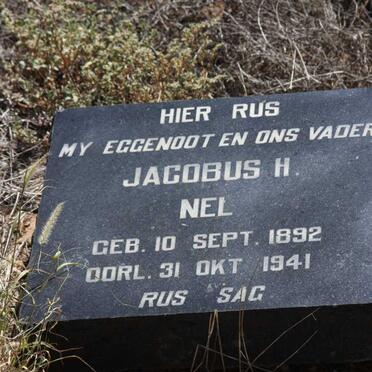 HIER RUS
MY EGGENOOT EN ONS VADER
JACOBUS H.
NEL
GEB. 10 SEPT. 1892
OORL. 31 OKT 1941
RUS SAG